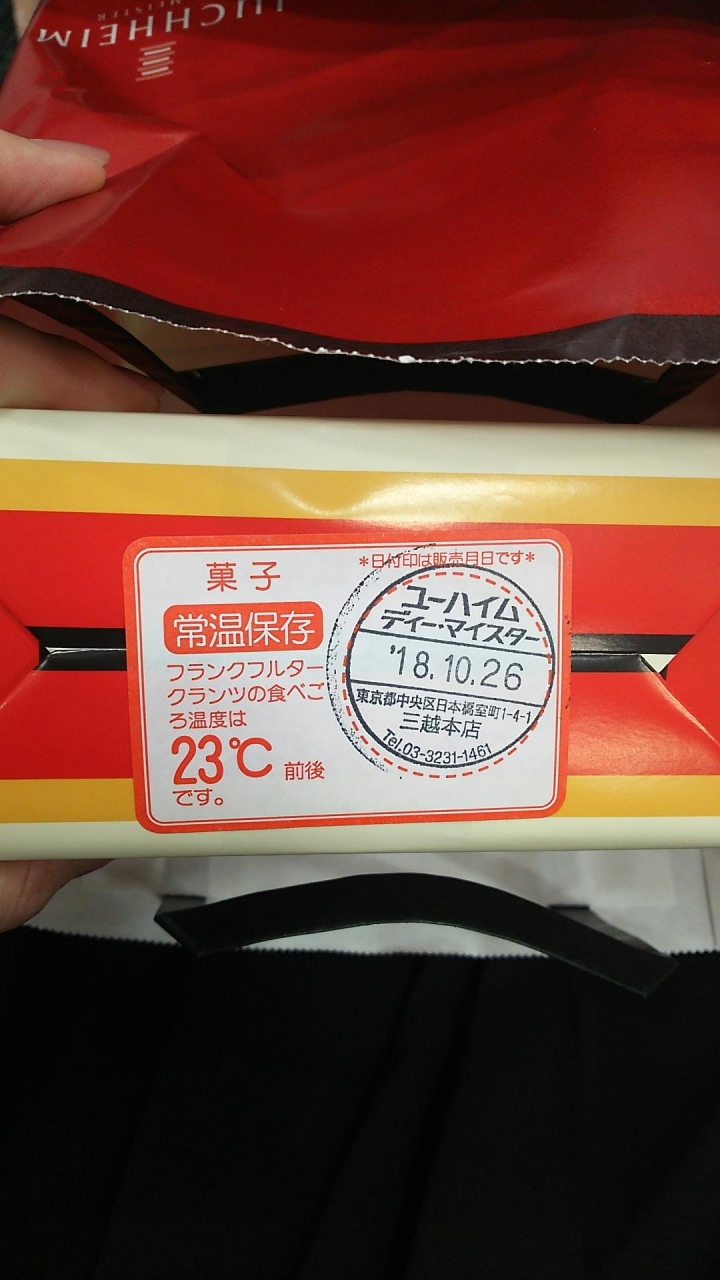 JUCHHEIM
MEISTER
菓子
常温保存
フランクフルター
クランツの食べご
ろ温度は
23℃ 前後
です。
*日付印は販売月日です*
ユーハイム
ディー・マイスター
'18.10.26
東京都中央区日本橋室町1-4-1
三越本店
Tel.03-3231-1461